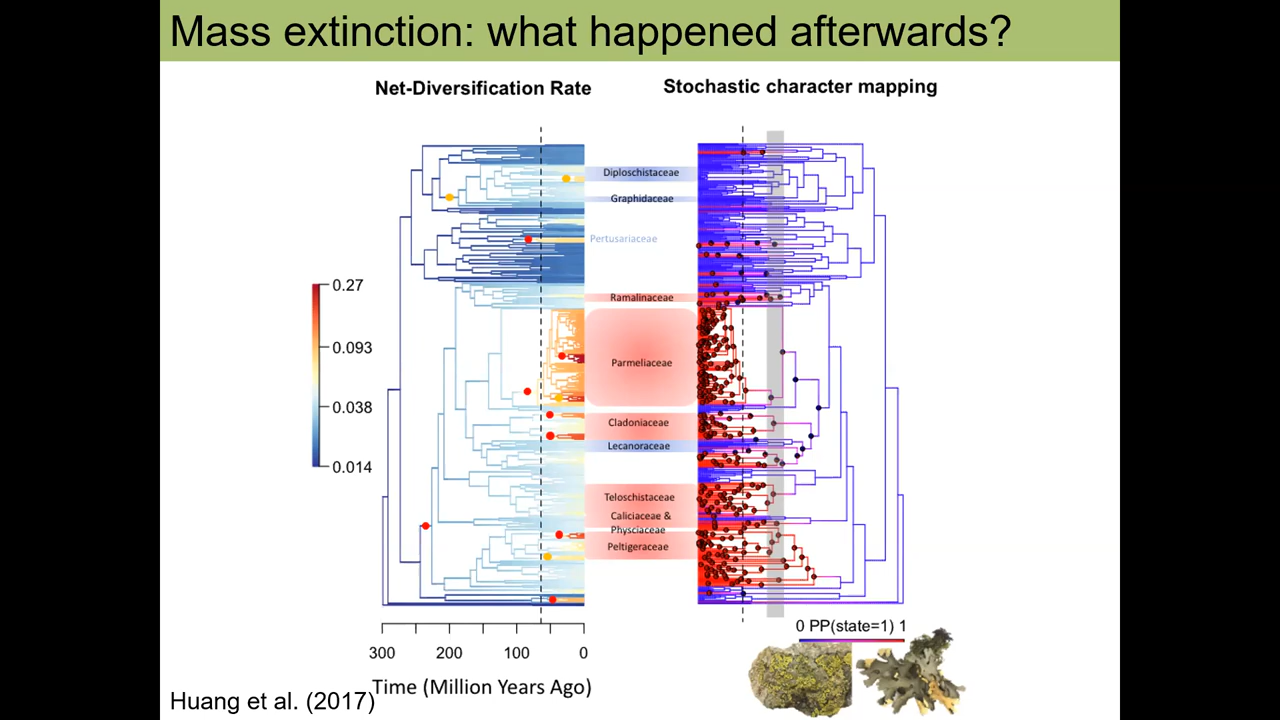 Mass extinction: what happened afterwards?
Net-Diversification Rate
Stochastic character mapping
Diploschistaceae
Graphidaceae
Pertusariaceae
Ramalinaceae
Parmeliaceae
Cladoniaceae
Lecanoraceae
Teloschistaceae
Caliciaceae &
Physciaceae
Peltigeraceae
0.27
0.093
0.038
0.014
300 200 100 0
Time (Million Years Ago)
0 PP(state=1) 1
Huang et al. (2017)